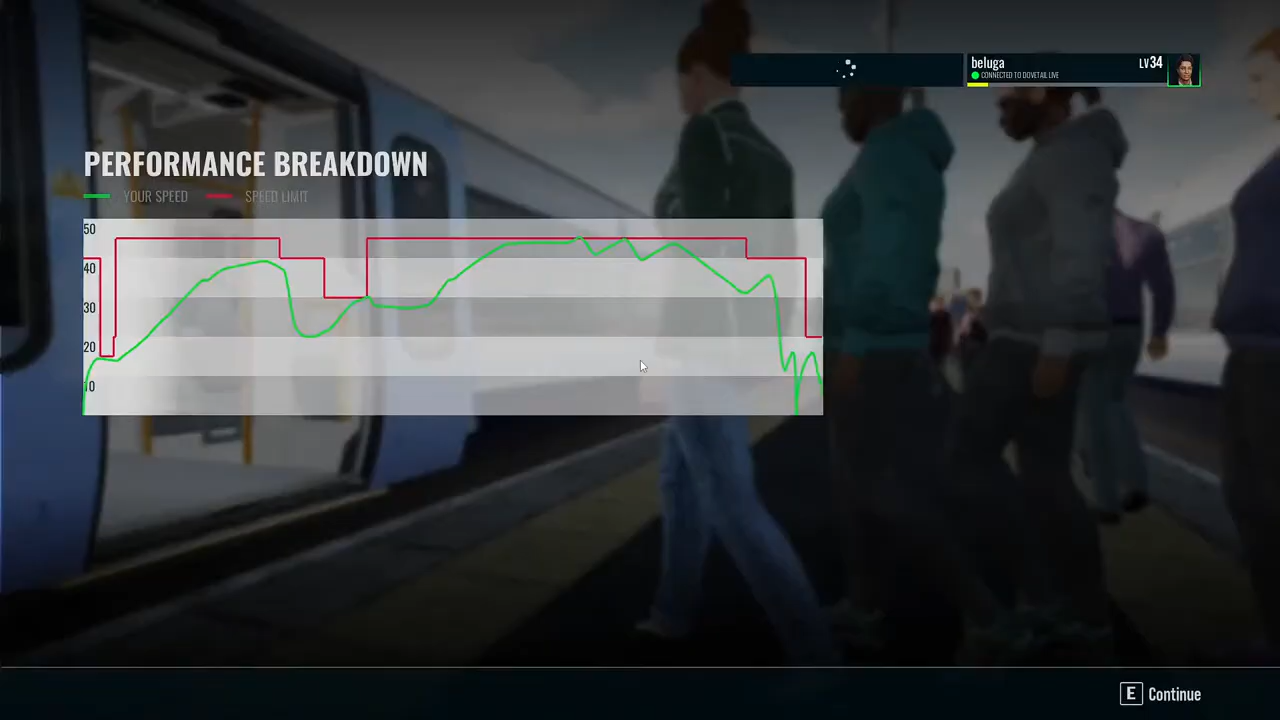 beluga
LV34
CONNECTED TO DOVETAIL LIVE
PERFORMANCE BREAKDOWN
YOUR SPEED SPEED LIMIT
50
40
30
20
10
E Continue